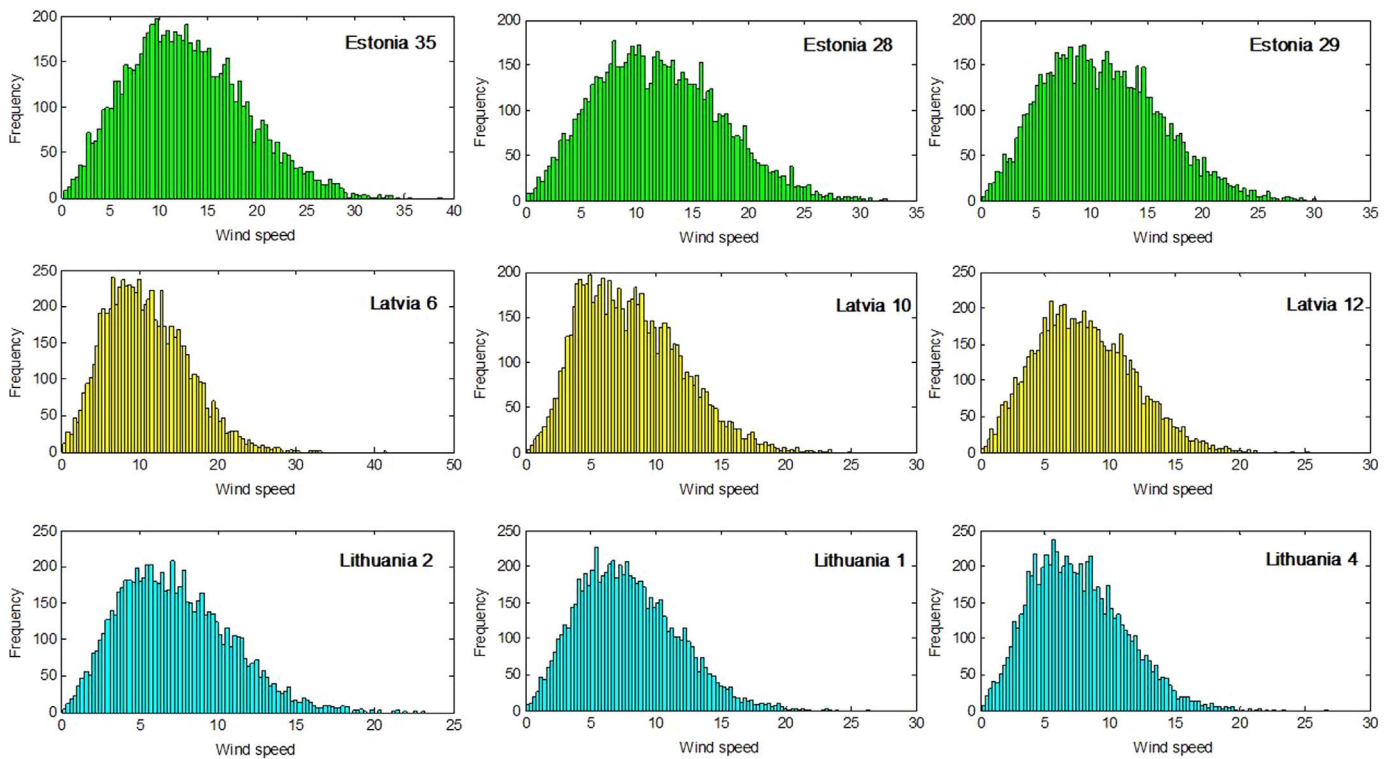 200
150
100
50
0
Frequency
Estonia 35
0 5 10 15 20 25 30 35 40
Wind speed
200
150
100
50
0
Frequency
Estonia 28
0 5 10 15 20 25 30 35
Wind speed
200
150
100
50
0
Frequency
Estonia 29
0 5 10 15 20 25 30 35
Wind speed
250
200
150
100
50
0
Frequency
Latvia 6
0 10 20 30 40 50
Wind speed
200
150
100
50
0
Frequency
Latvia 10
0 5 10 15 20 25 30
Wind speed
250
200
150
100
50
0
Frequency
Latvia 12
0 5 10 15 20 25 30
Wind speed
250
200
150
100
50
0
Frequency
Lithuania 2
0 5 10 15 20 25
Wind speed
250
200
150
100
50
0
Frequency
Lithuania 1
0 5 10 15 20 25 30
Wind speed
250
200
150
100
50
0
Frequency
Lithuania 4
0 5 10 15 20 25 30
Wind speed